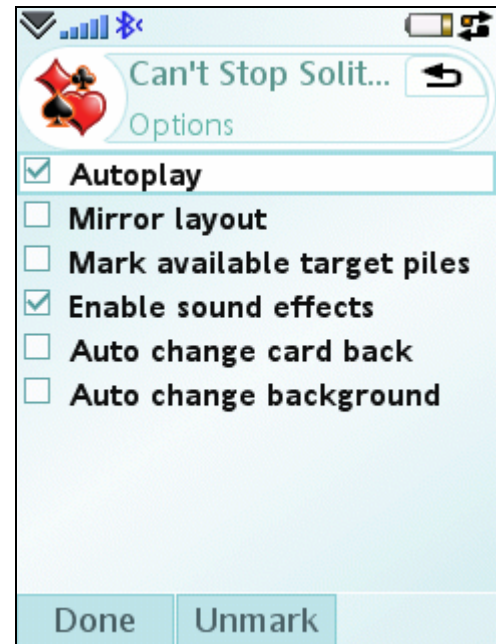 Can't Stop Solit...
Options
Autoplay
Mirror layout
Mark available target piles
Enable sound effects
Auto change card back
Auto change background
Done Unmark